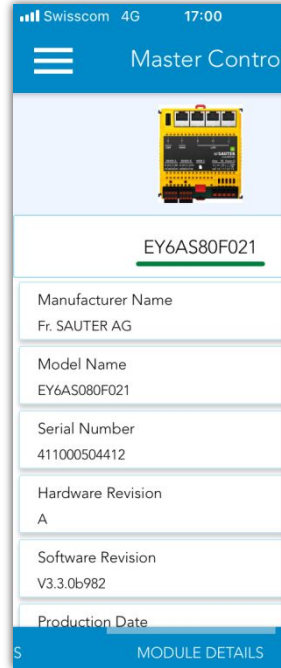 Swisscom 4G 17:00
Master Contro
SAUTER
EY6AS80F021
Manufacturer Name
Fr. SAUTER AG
Model Name
EY6AS080F021
Serial Number
411000504412
Hardware Revision
A
Software Revision
V3.3.0b982
Production Date
S MODULE DETAILS